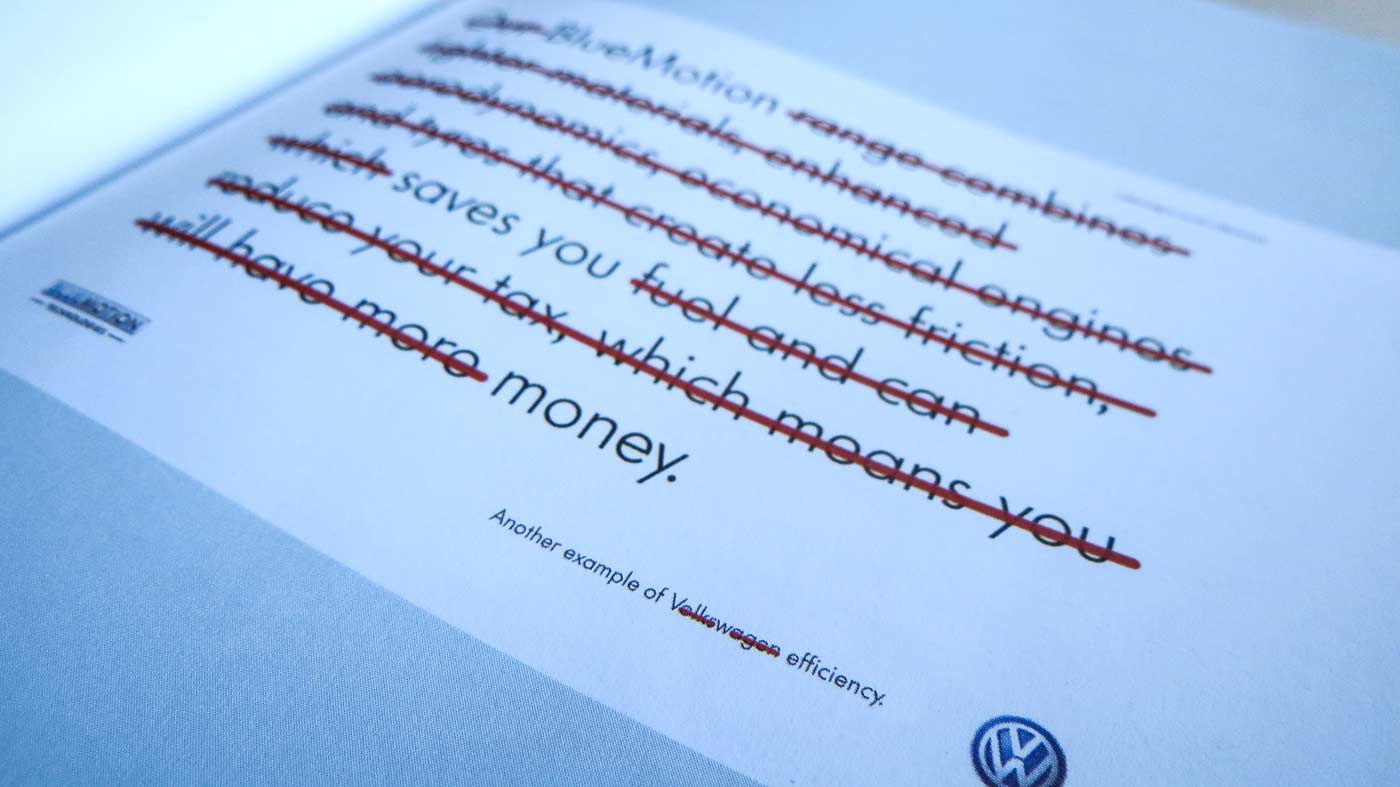 Our BlueMotion range combines
lighter materials, enhanced
aerodynamics, economical engines
and tyres that create less friction,
which saves you fuel and can
reduce your tax, which means you
will have more money.
BLUEMOTION
TECHNOLOGIES
Another example of Volkswagen efficiency.